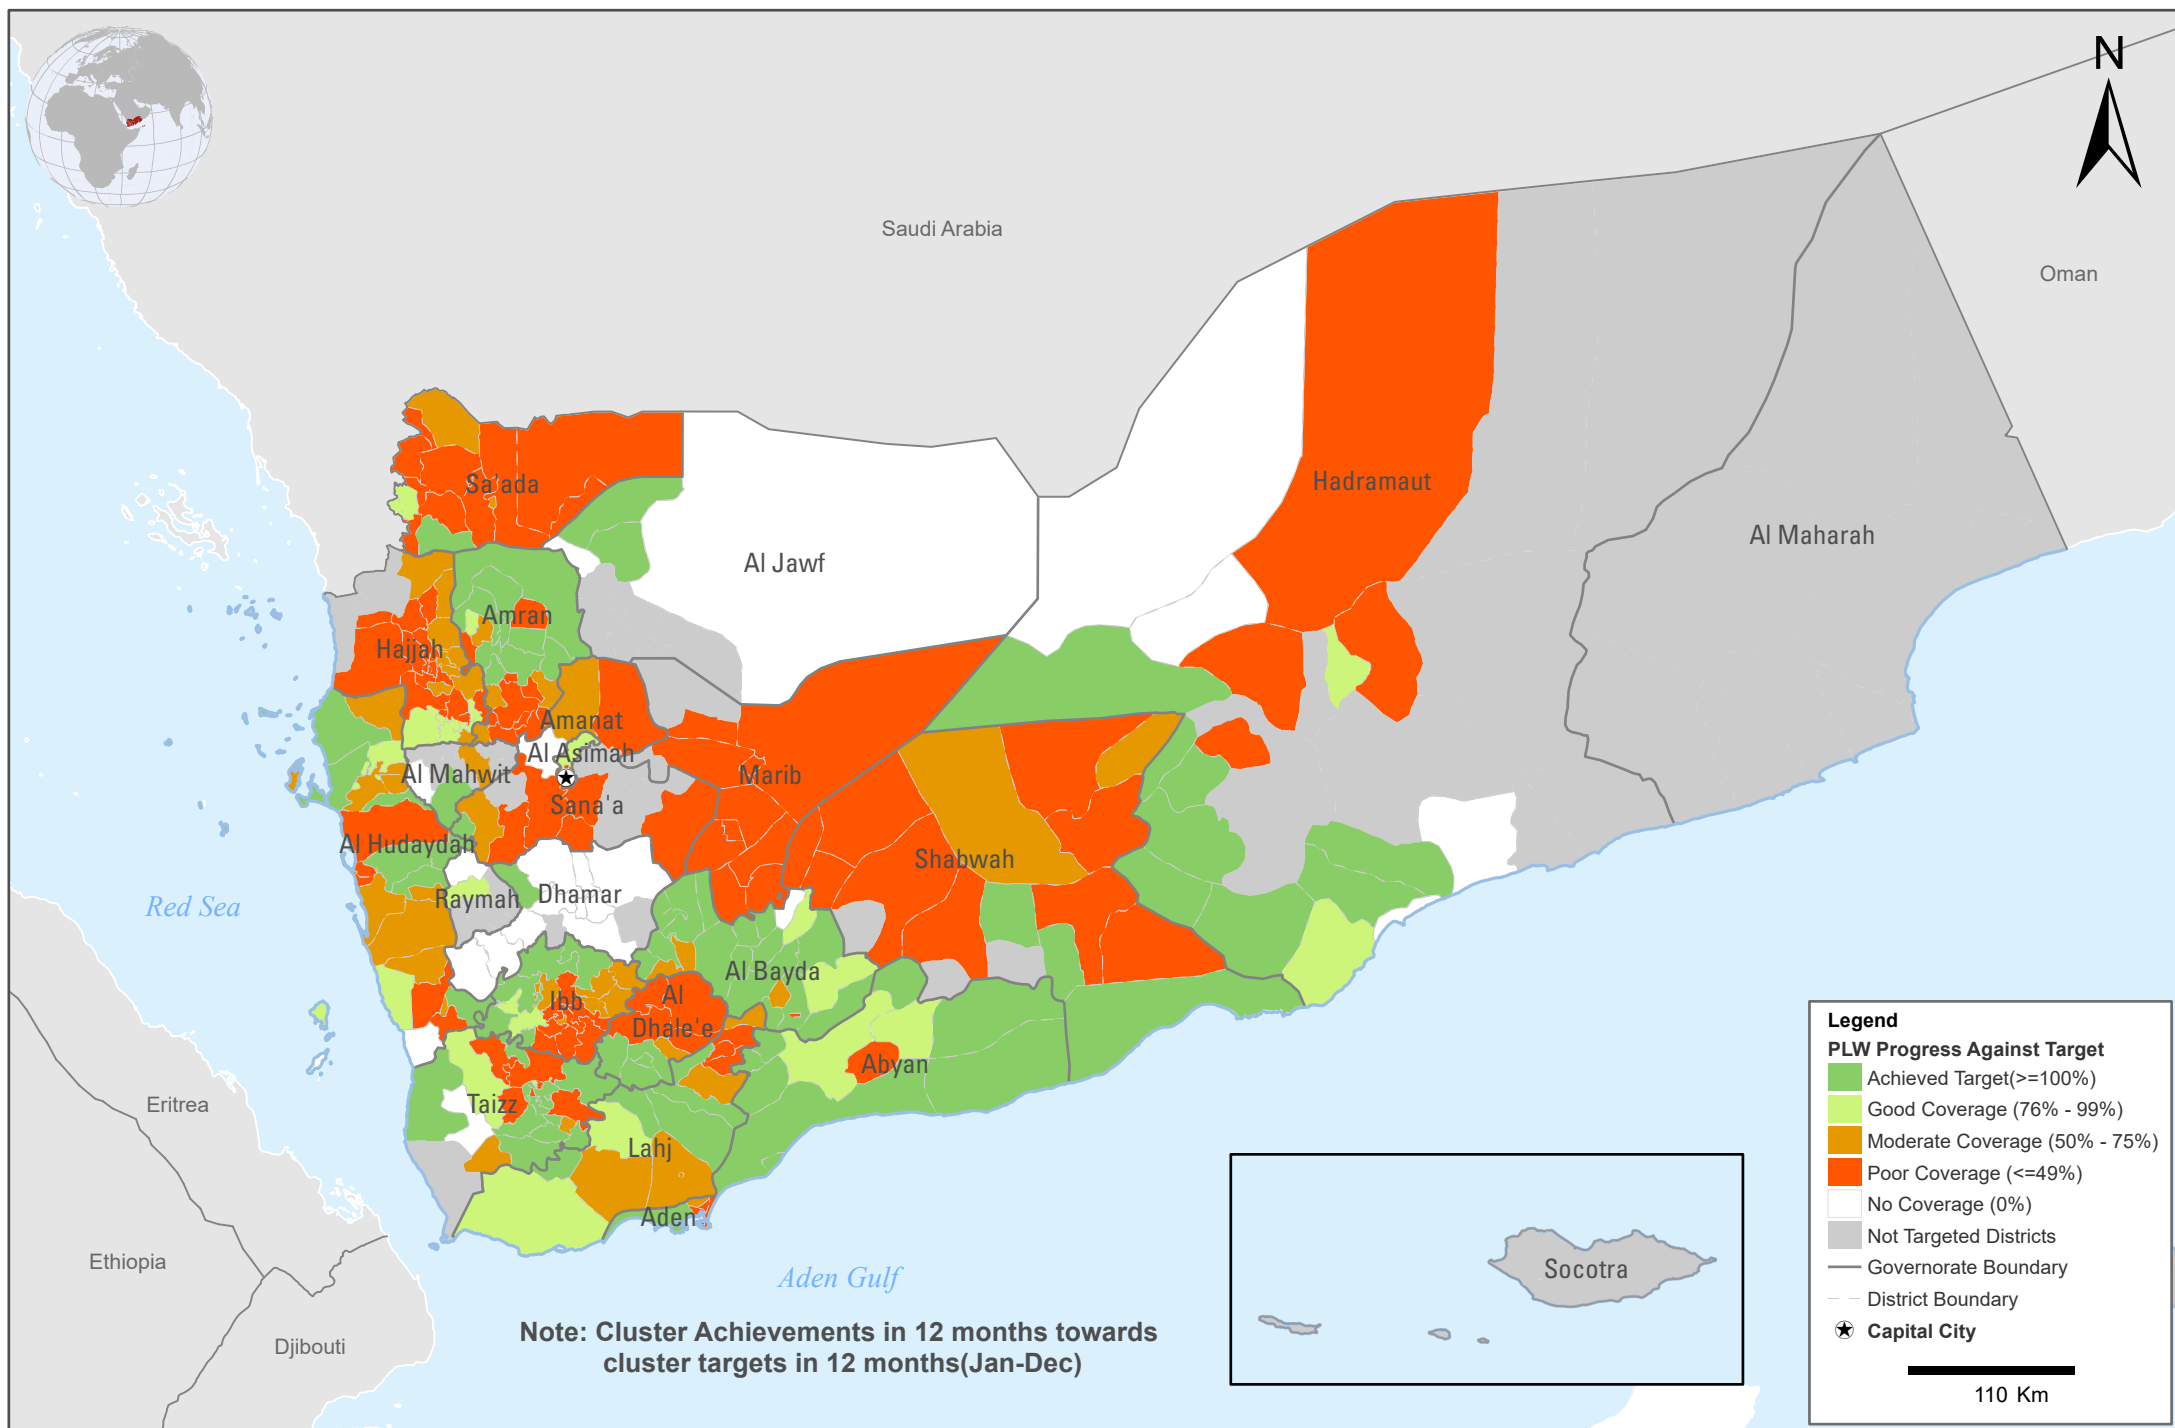 N
Saudi Arabia
Oman
Sa'ada
Hadramaut
Al Maharah
Al Jawf
Amran
Hajjah
Amanat
Al Asimah
Al Mahwit
Marib
Sana'a
Al Hudaydah
Shabwah
Raymah
Dhamar
Red Sea
Al Bayda
Ibb
Al
Dhale'e
Abyan
Taizz
Eritrea
Lahj
Aden
Ethiopia
Aden Gulf
Socotra
Djibouti
Note: Cluster Achievements in 12 months towards
cluster targets in 12 months(Jan-Dec)
Legend
PLW Progress Against Target
Achieved Target(>=100%)
Good Coverage (76% - 99%)
Moderate Coverage (50% - 75%)
Poor Coverage (<=49%)
No Coverage (0%)
Not Targeted Districts
Governorate Boundary
District Boundary
Capital City
110 Km